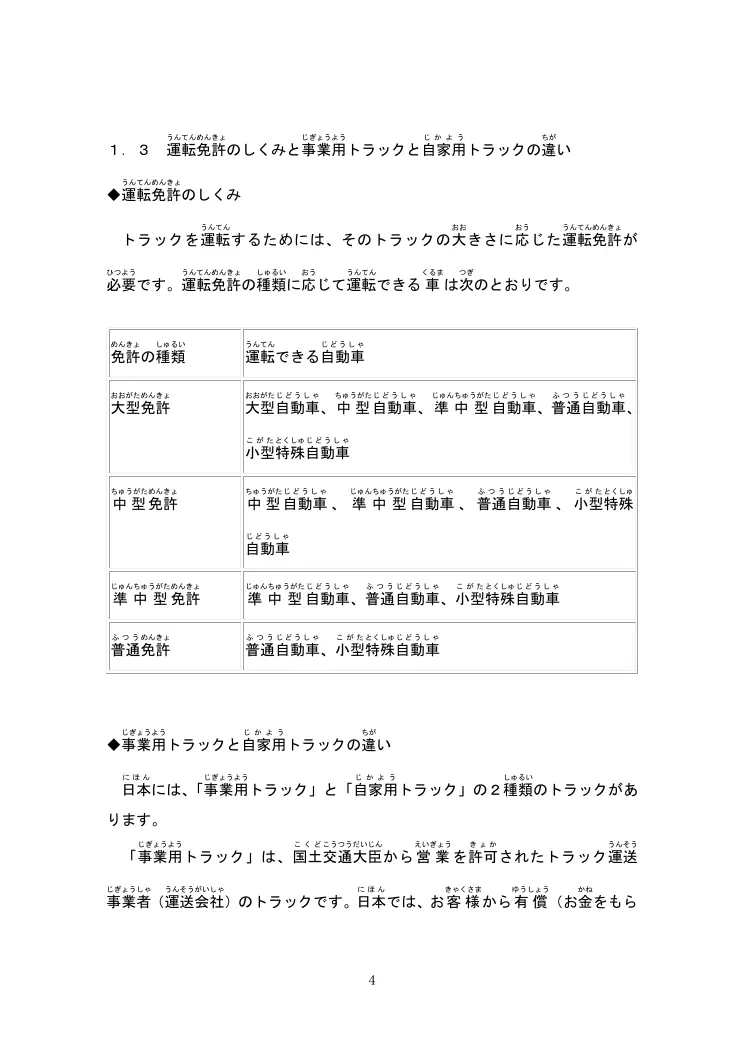 １．３　運転免許のしくみと事業用トラックと自家用トラックの違い
◆運転免許のしくみ
トラックを運転するためには、そのトラックの大きさに応じた運転免許が
必要です。運転免許の種類に応じて運転できる車は次のとおりです。
免許の種類　運転できる自動車
大型免許　大型自動車、中型自動車、準中型自動車、普通自動車、
小型特殊自動車
中型免許　中型自動車、準中型自動車、普通自動車、小型特殊
自動車
準中型免許　準中型自動車、普通自動車、小型特殊自動車
普通免許　普通自動車、小型特殊自動車
◆事業用トラックと自家用トラックの違い
日本には、「事業用トラック」と「自家用トラック」の２種類のトラックがあ
ります。
「事業用トラック」は、国土交通大臣から営業を許可されたトラック運送
事業者（運送会社）のトラックです。日本では、お客様から有償（お金をもら
4